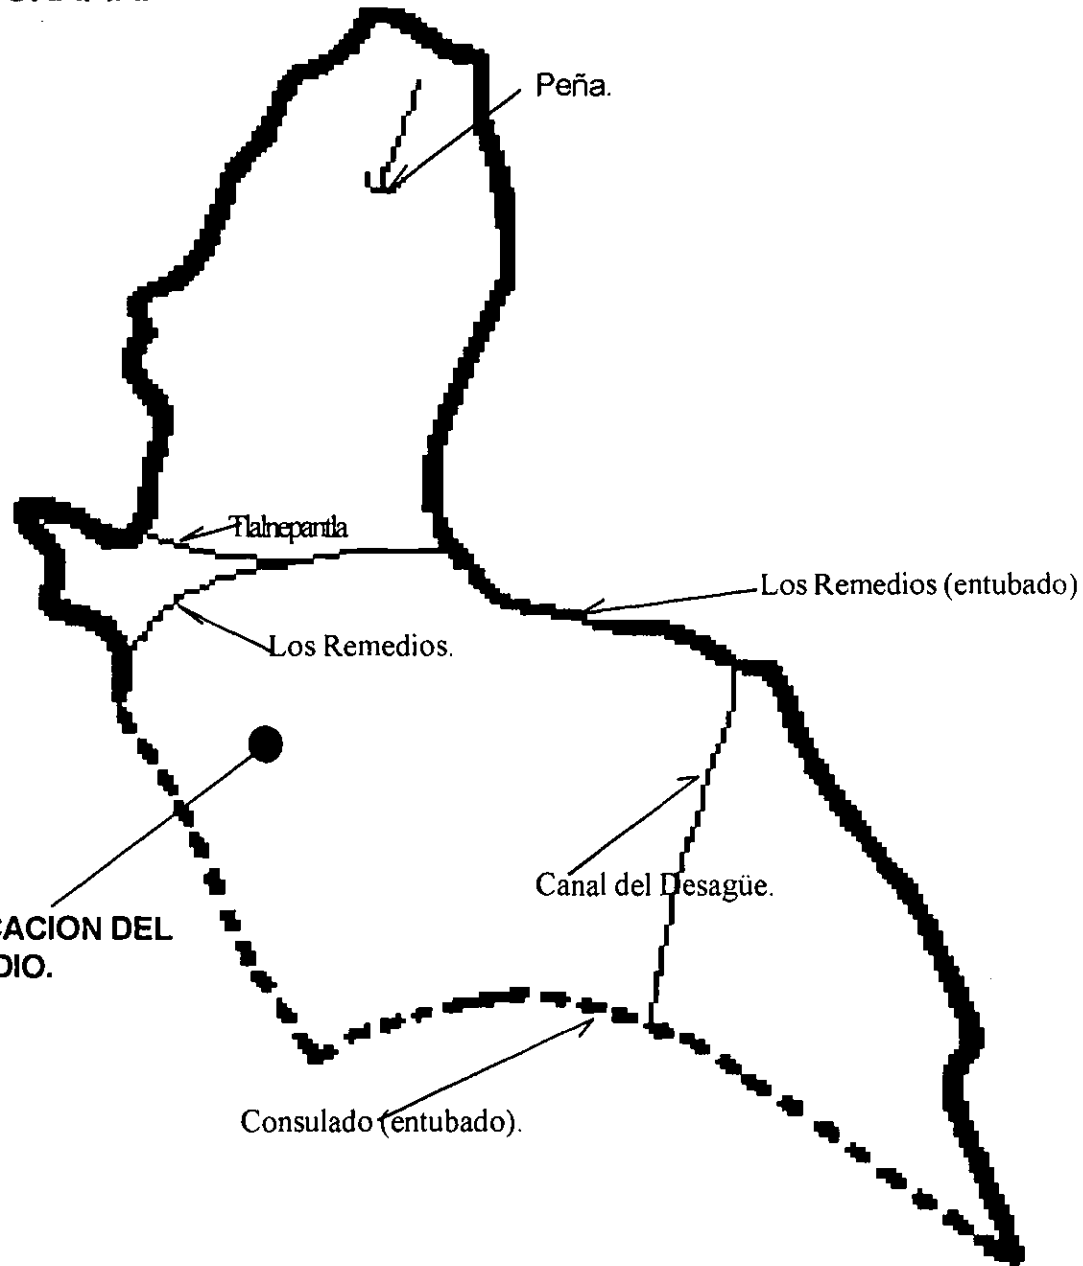 Peña.
Tlalnepantla
Los Remedios (entubado)
Los Remedios.
Canal del Desagüe.
CACION DEL
DIO.
Consulado (entubado).